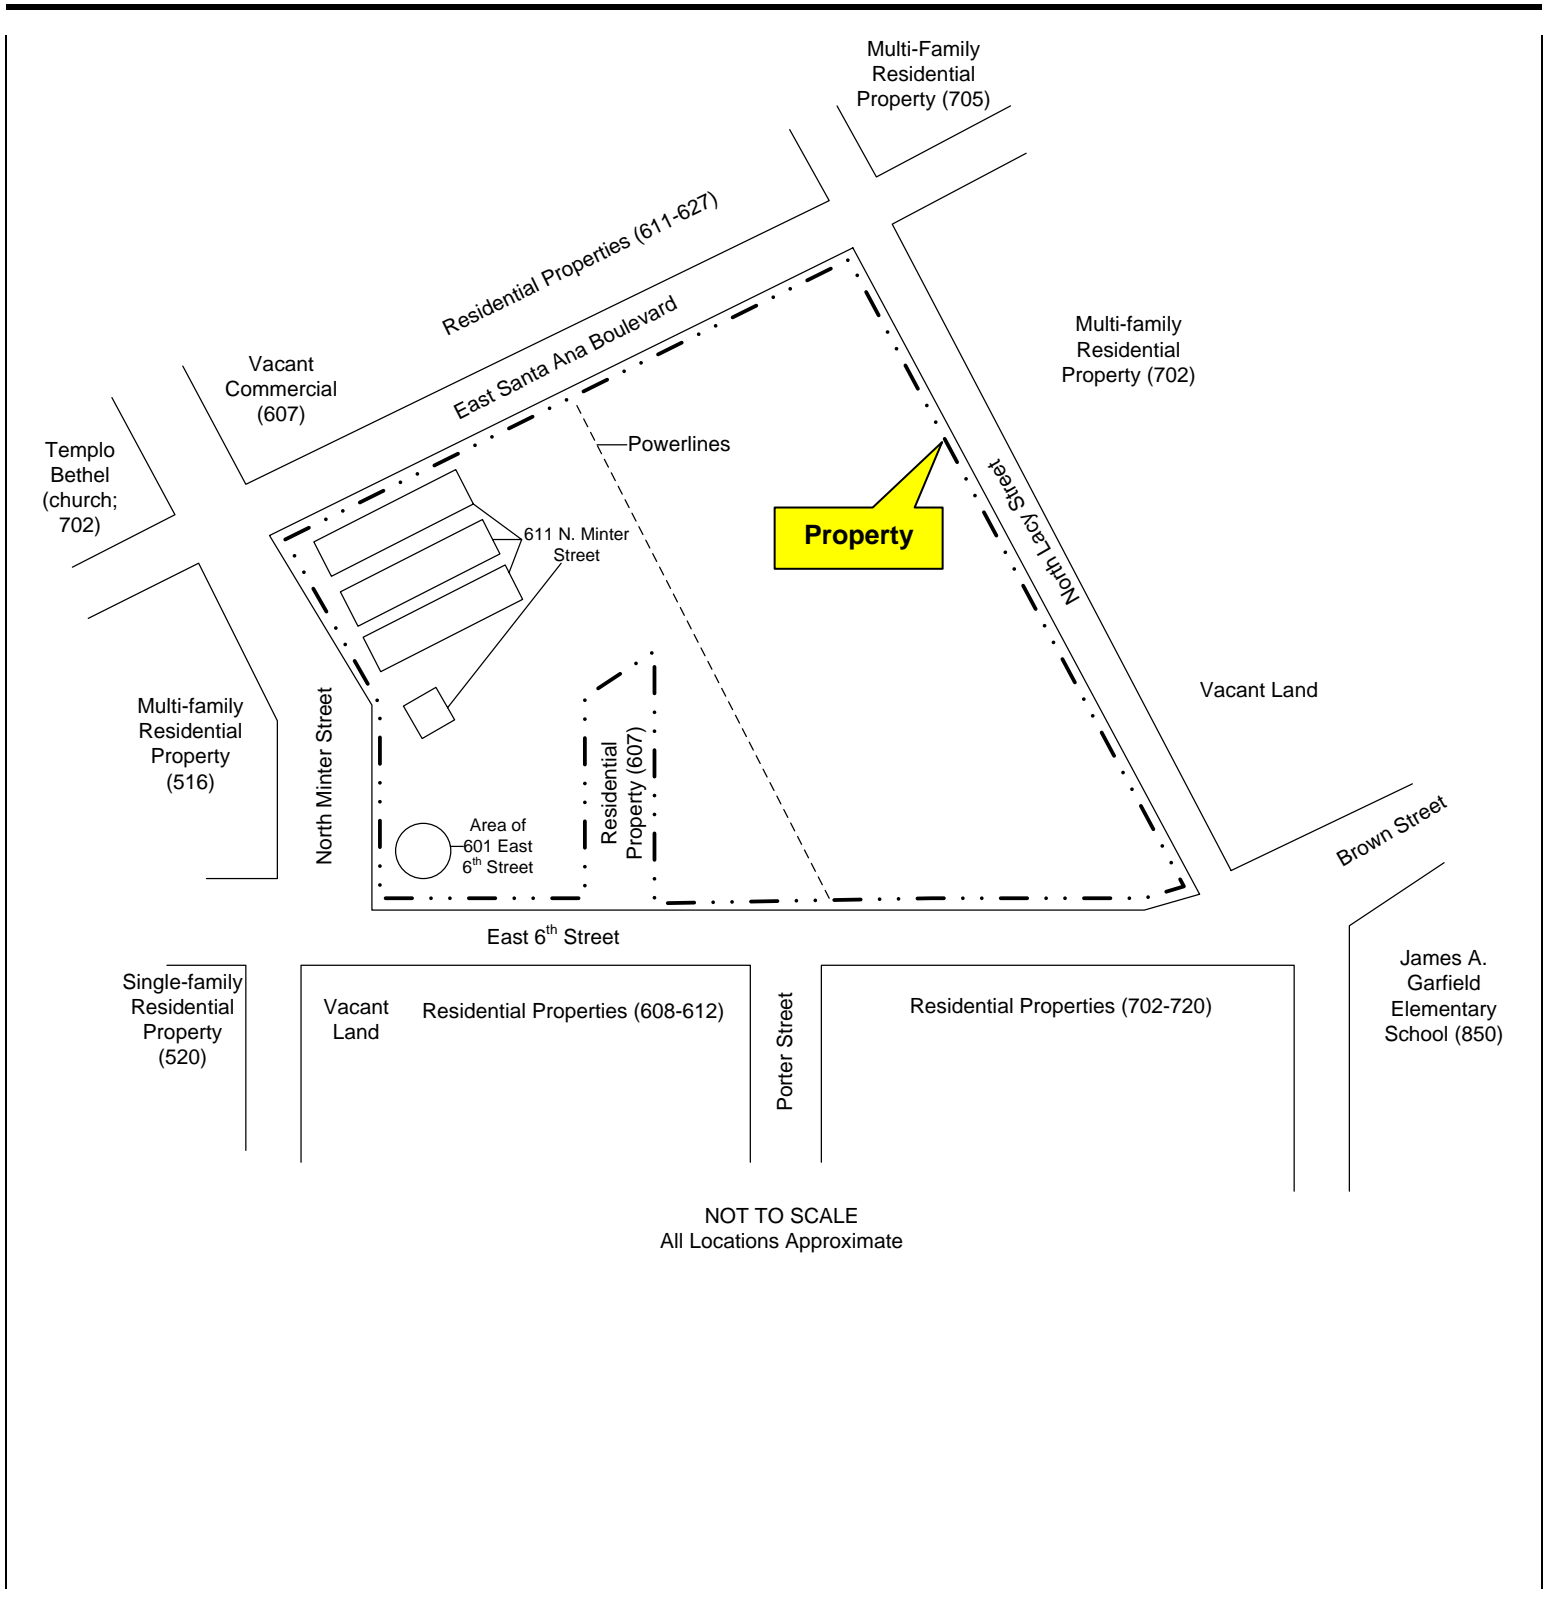 Multi-Family
Residential
Property (705)
Residential Properties (611-627)
East Santa Ana Boulevard
Vacant
Commercial
(607)
Multi-family
Residential
Property (702)
Templo
Bethel
(church;
702)
Powerlines
North Lacy Street
Property
611 N. Minter
Street
Multi-family
Residential
Property
(516)
North Minter Street
Residential
Property (607)
Vacant Land
Area of
601 East
6th Street
Brown Street
East 6th Street
Single-family
Residential
Property
(520)
Vacant
Land
Residential Properties (608-612)
Porter Street
Residential Properties (702-720)
James A.
Garfield
Elementary
School (850)
NOT TO SCALE
All Locations Approximate